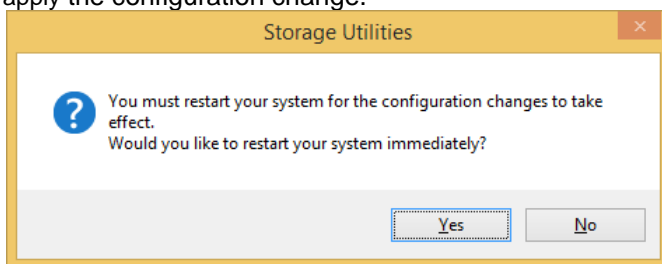 apply the configuration change.
Storage Utilities
You must restart your system for the configuration changes to take
effect.
Would you like to restart your system immediately?
Yes
No